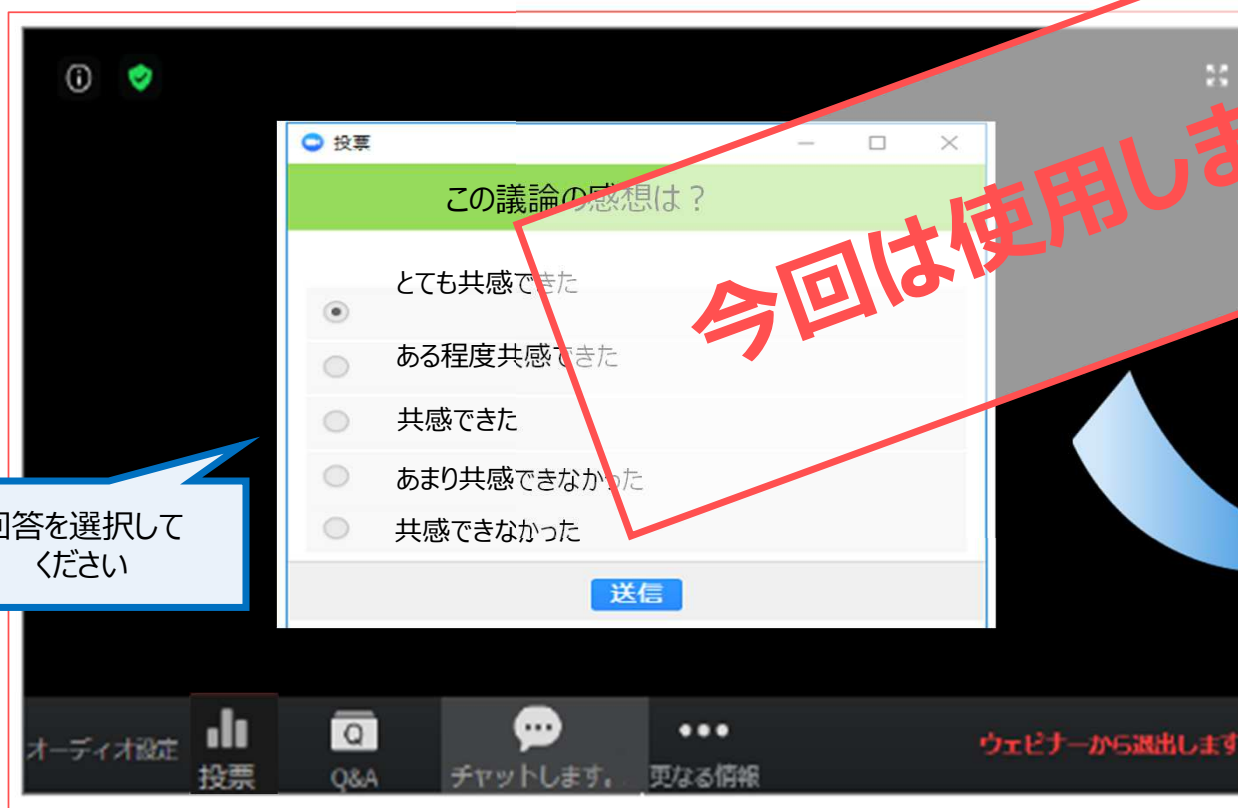 投票
この議論の感想は？
今回は使用しま
とても共感できた
ある程度共感できた
共感できた
あまり共感できなかった
共感できなかった
回答を選択して
ください
送信
オーディオ設定
投票
Q
Q&A
チャットします。
更なる情報
ウェビナーから退出します